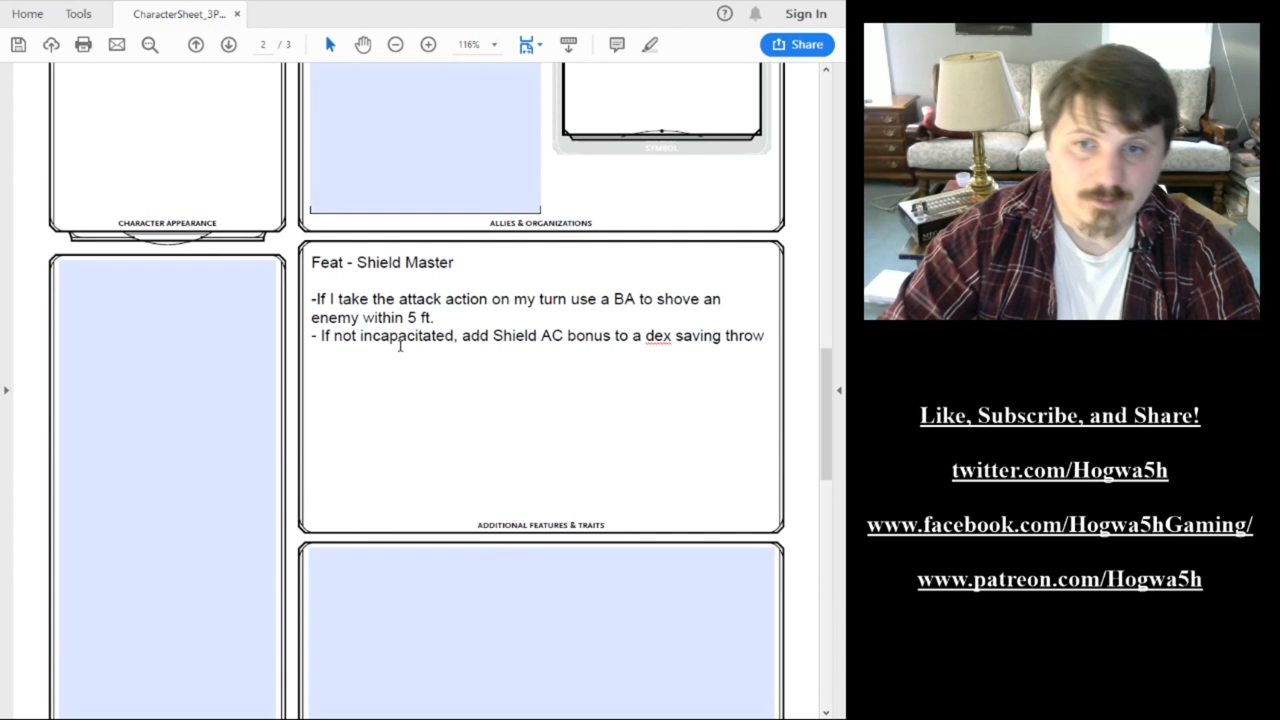 Home Tools CharacterSheet_3P... × Sign In
2 / 3 116% Share
SYMBOL
CHARACTER APPEARANCE ALLIES & ORGANIZATIONS
Feat - Shield Master
-If I take the attack action on my turn use a BA to shove an
enemy within 5 ft.
- If not incapacitated, add Shield AC bonus to a dex saving throw
ADDITIONAL FEATURES & TRAITS
Like, Subscribe, and Share!
twitter.com/Hogwa5h
www.facebook.com/Hogwa5hGaming/
www.patreon.com/Hogwa5h